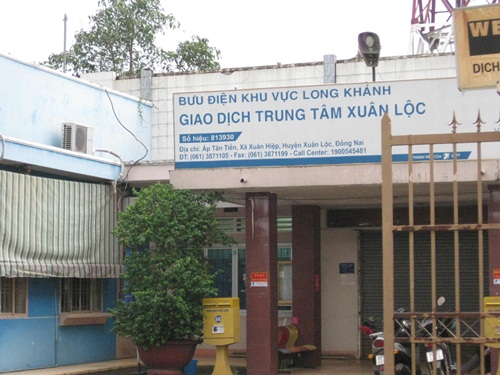 BƯU ĐIỆN KHU VỰC LONG KHÁNH
GIAO DỊCH TRUNG TÂM XUÂN LỘC
Số hiệu: 813930
Địa chỉ: Ấp Tân Tiến, Xã Xuân Hiệp, Huyện Xuân Lộc, Đồng Nai
ĐT: (061) 3871105 - Fax: (061) 3871199 - Call Center: 1900545481
WE
DỊCH